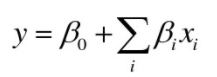 y = β₀ + ∑ᵢ βᵢxᵢ